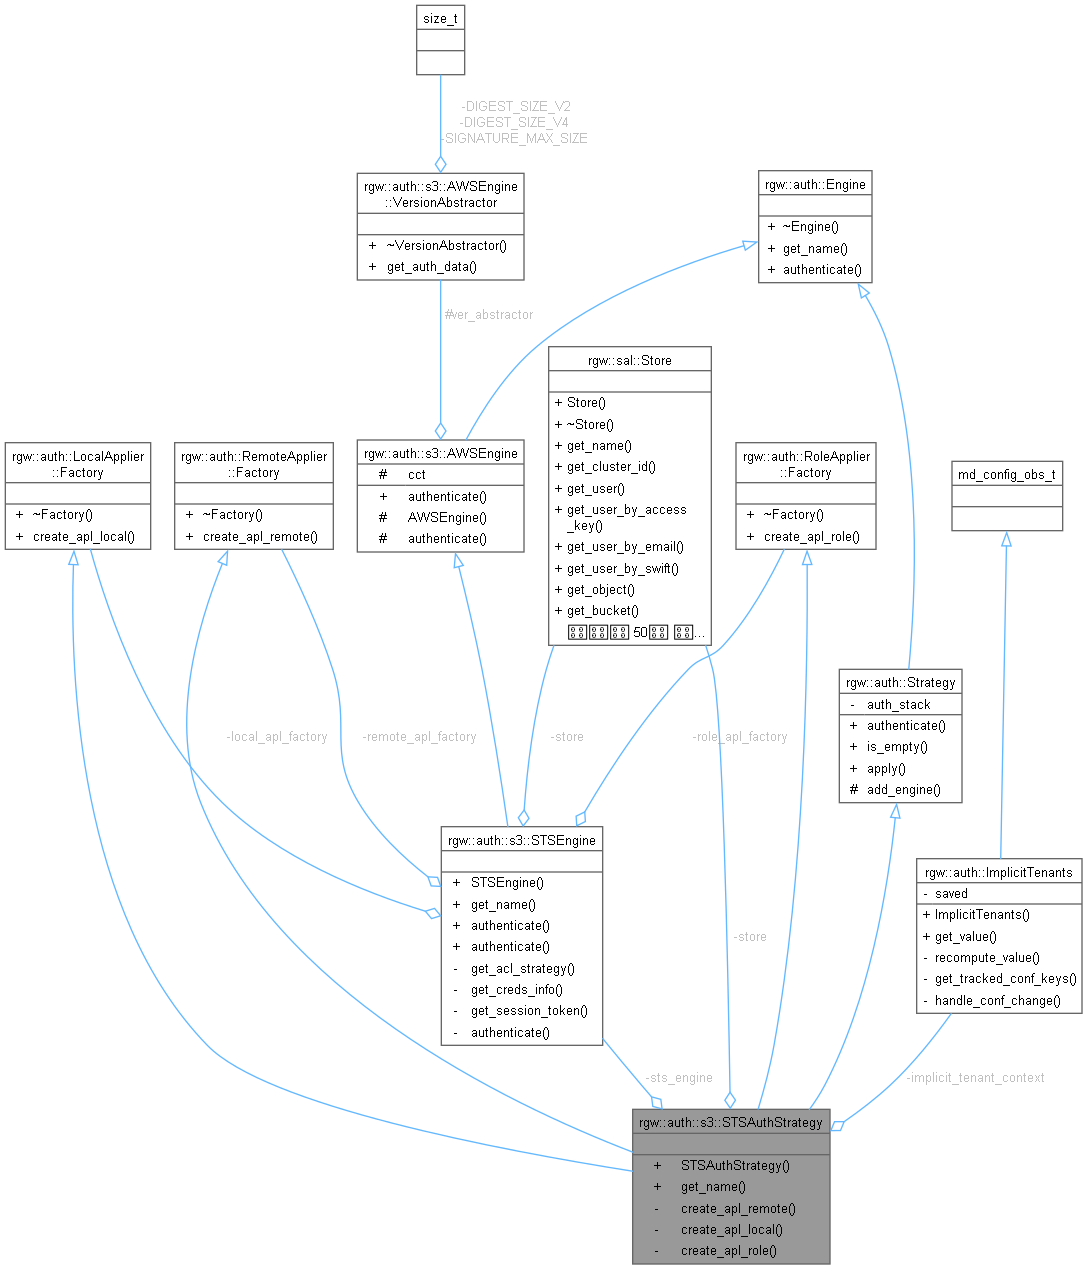 size_t
-DIGEST_SIZE_V2
-DIGEST_SIZE_V4
-SIGNATURE_MAX_SIZE
rgw::auth::s3::AWSEngine
::VersionAbstractor
+ ~VersionAbstractor()
+ get_auth_data()
rgw::auth::Engine
+ ~Engine()
+ get_name()
+ authenticate()
#ver_abstractor
rgw::sal::Store
+ Store()
+ ~Store()
+ get_name()
+ get_cluster_id()
+ get_user()
+ get_user_by_access
_key()
+ get_user_by_email()
+ get_user_by_swift()
+ get_object()
+ get_bucket()
50 ...
rgw::auth::LocalApplier
::Factory
+ ~Factory()
+ create_apl_local()
rgw::auth::RemoteApplier
::Factory
+ ~Factory()
+ create_apl_remote()
rgw::auth::s3::AWSEngine
# cct
+ authenticate()
# AWSEngine()
# authenticate()
rgw::auth::RoleApplier
::Factory
+ ~Factory()
+ create_apl_role()
md_config_obs_t
rgw::auth::Strategy
- auth_stack
+ authenticate()
+ is_empty()
+ apply()
# add_engine()
-local_apl_factory
-remote_apl_factory
-store
-role_apl_factory
rgw::auth::s3::STSEngine
+ STSEngine()
+ get_name()
+ authenticate()
+ authenticate()
- get_acl_strategy()
- get_creds_info()
- get_session_token()
- authenticate()
rgw::auth::ImplicitTenants
- saved
+ ImplicitTenants()
+ get_value()
- recompute_value()
- get_tracked_conf_keys()
- handle_conf_change()
-store
-sts_engine
-implicit_tenant_context
rgw::auth::s3::STSAuthStrategy
+ STSAuthStrategy()
+ get_name()
- create_apl_remote()
- create_apl_local()
- create_apl_role()